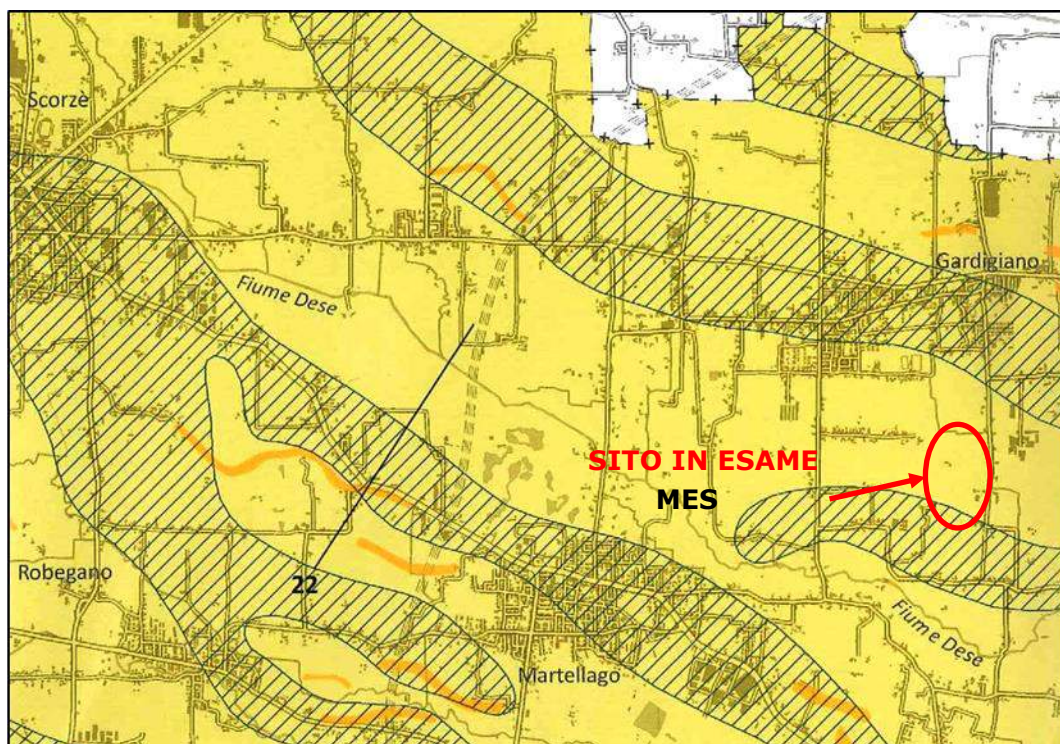 Scorzè
Fiume Dese
Gardigiano
SITO IN ESAME
MES
Robegano
22
Fiume Dese
Martellago